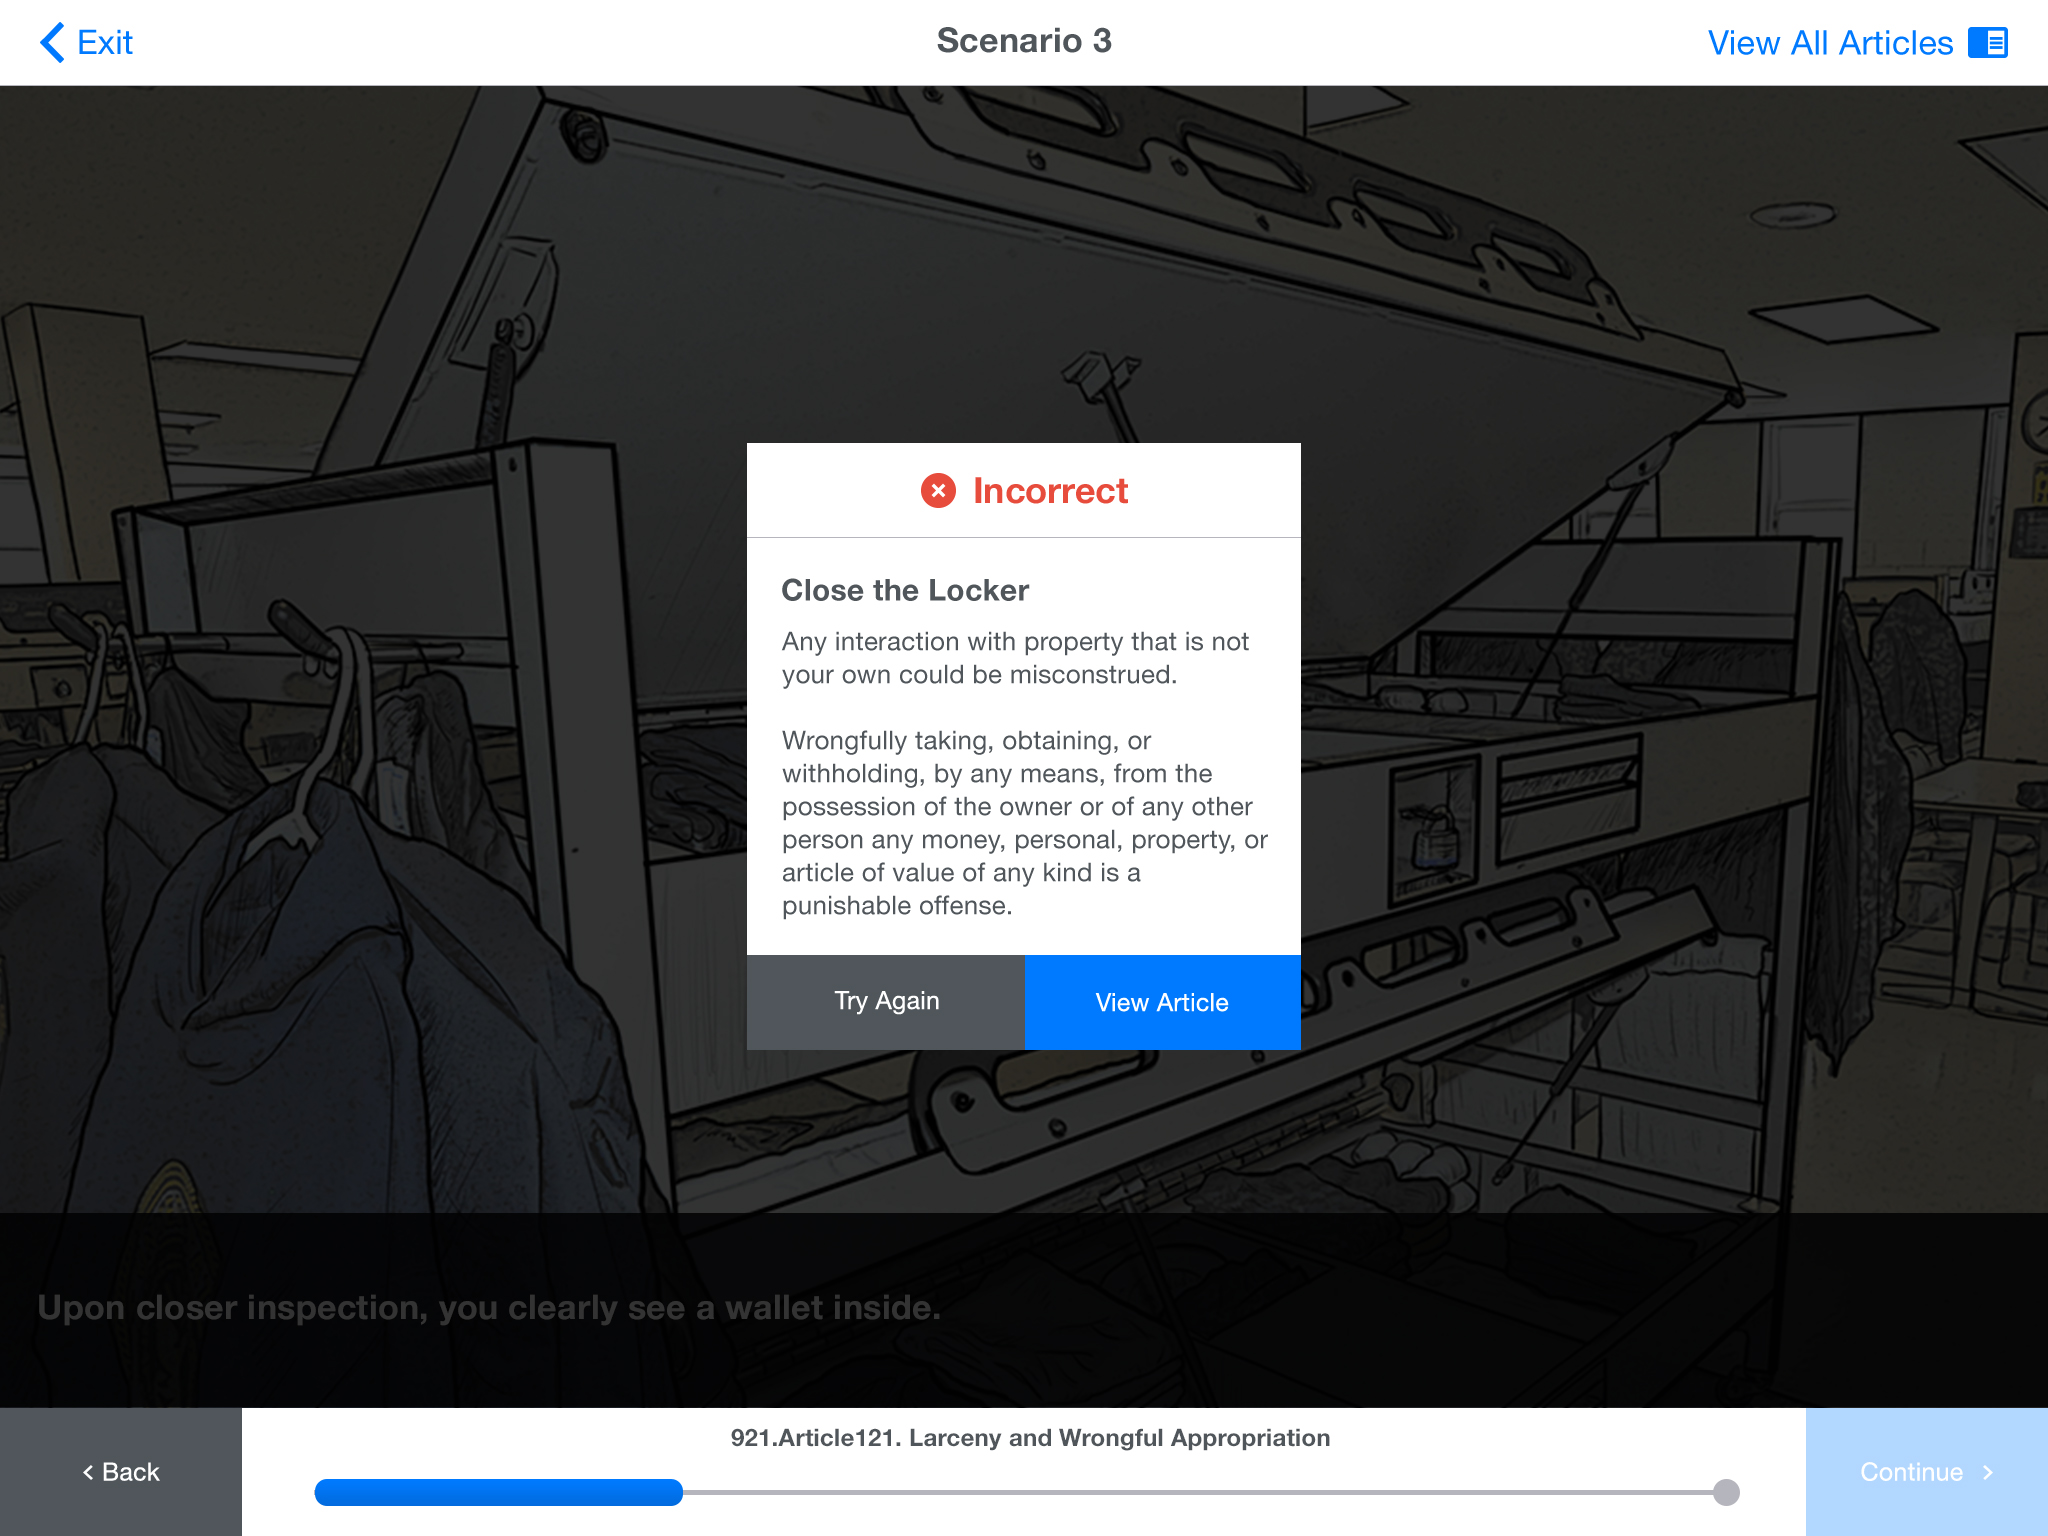 Exit
Scenario 3
View All Articles
Incorrect
Close the Locker
Any interaction with property that is not
your own could be misconstrued.
Wrongfully taking, obtaining, or
withholding, by any means, from the
possession of the owner or of any other
person any money, personal, property, or
article of value of any kind is a
punishable offense.
Try Again
View Article
Upon closer inspection, you clearly see a wallet inside.
921.Article121. Larceny and Wrongful Appropriation
< Back
Continue >